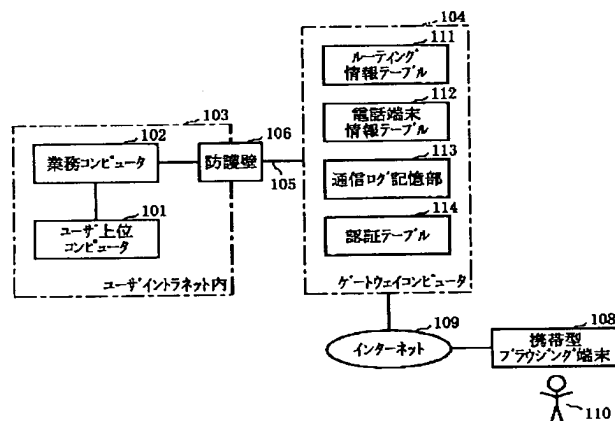 104
111
ルーティング
情報テーブル
112
電話端末
情報テーブル
113
通信ログ記憶部
114
認証テーブル
ゲートウェイコンピュータ
103
102
業務コンピュータ
106
防護壁
105
101
ユーザ上位
コンピュータ
ユーザイントラネット内
109
インターネット
108
携帯型
ブラウジング端末
110